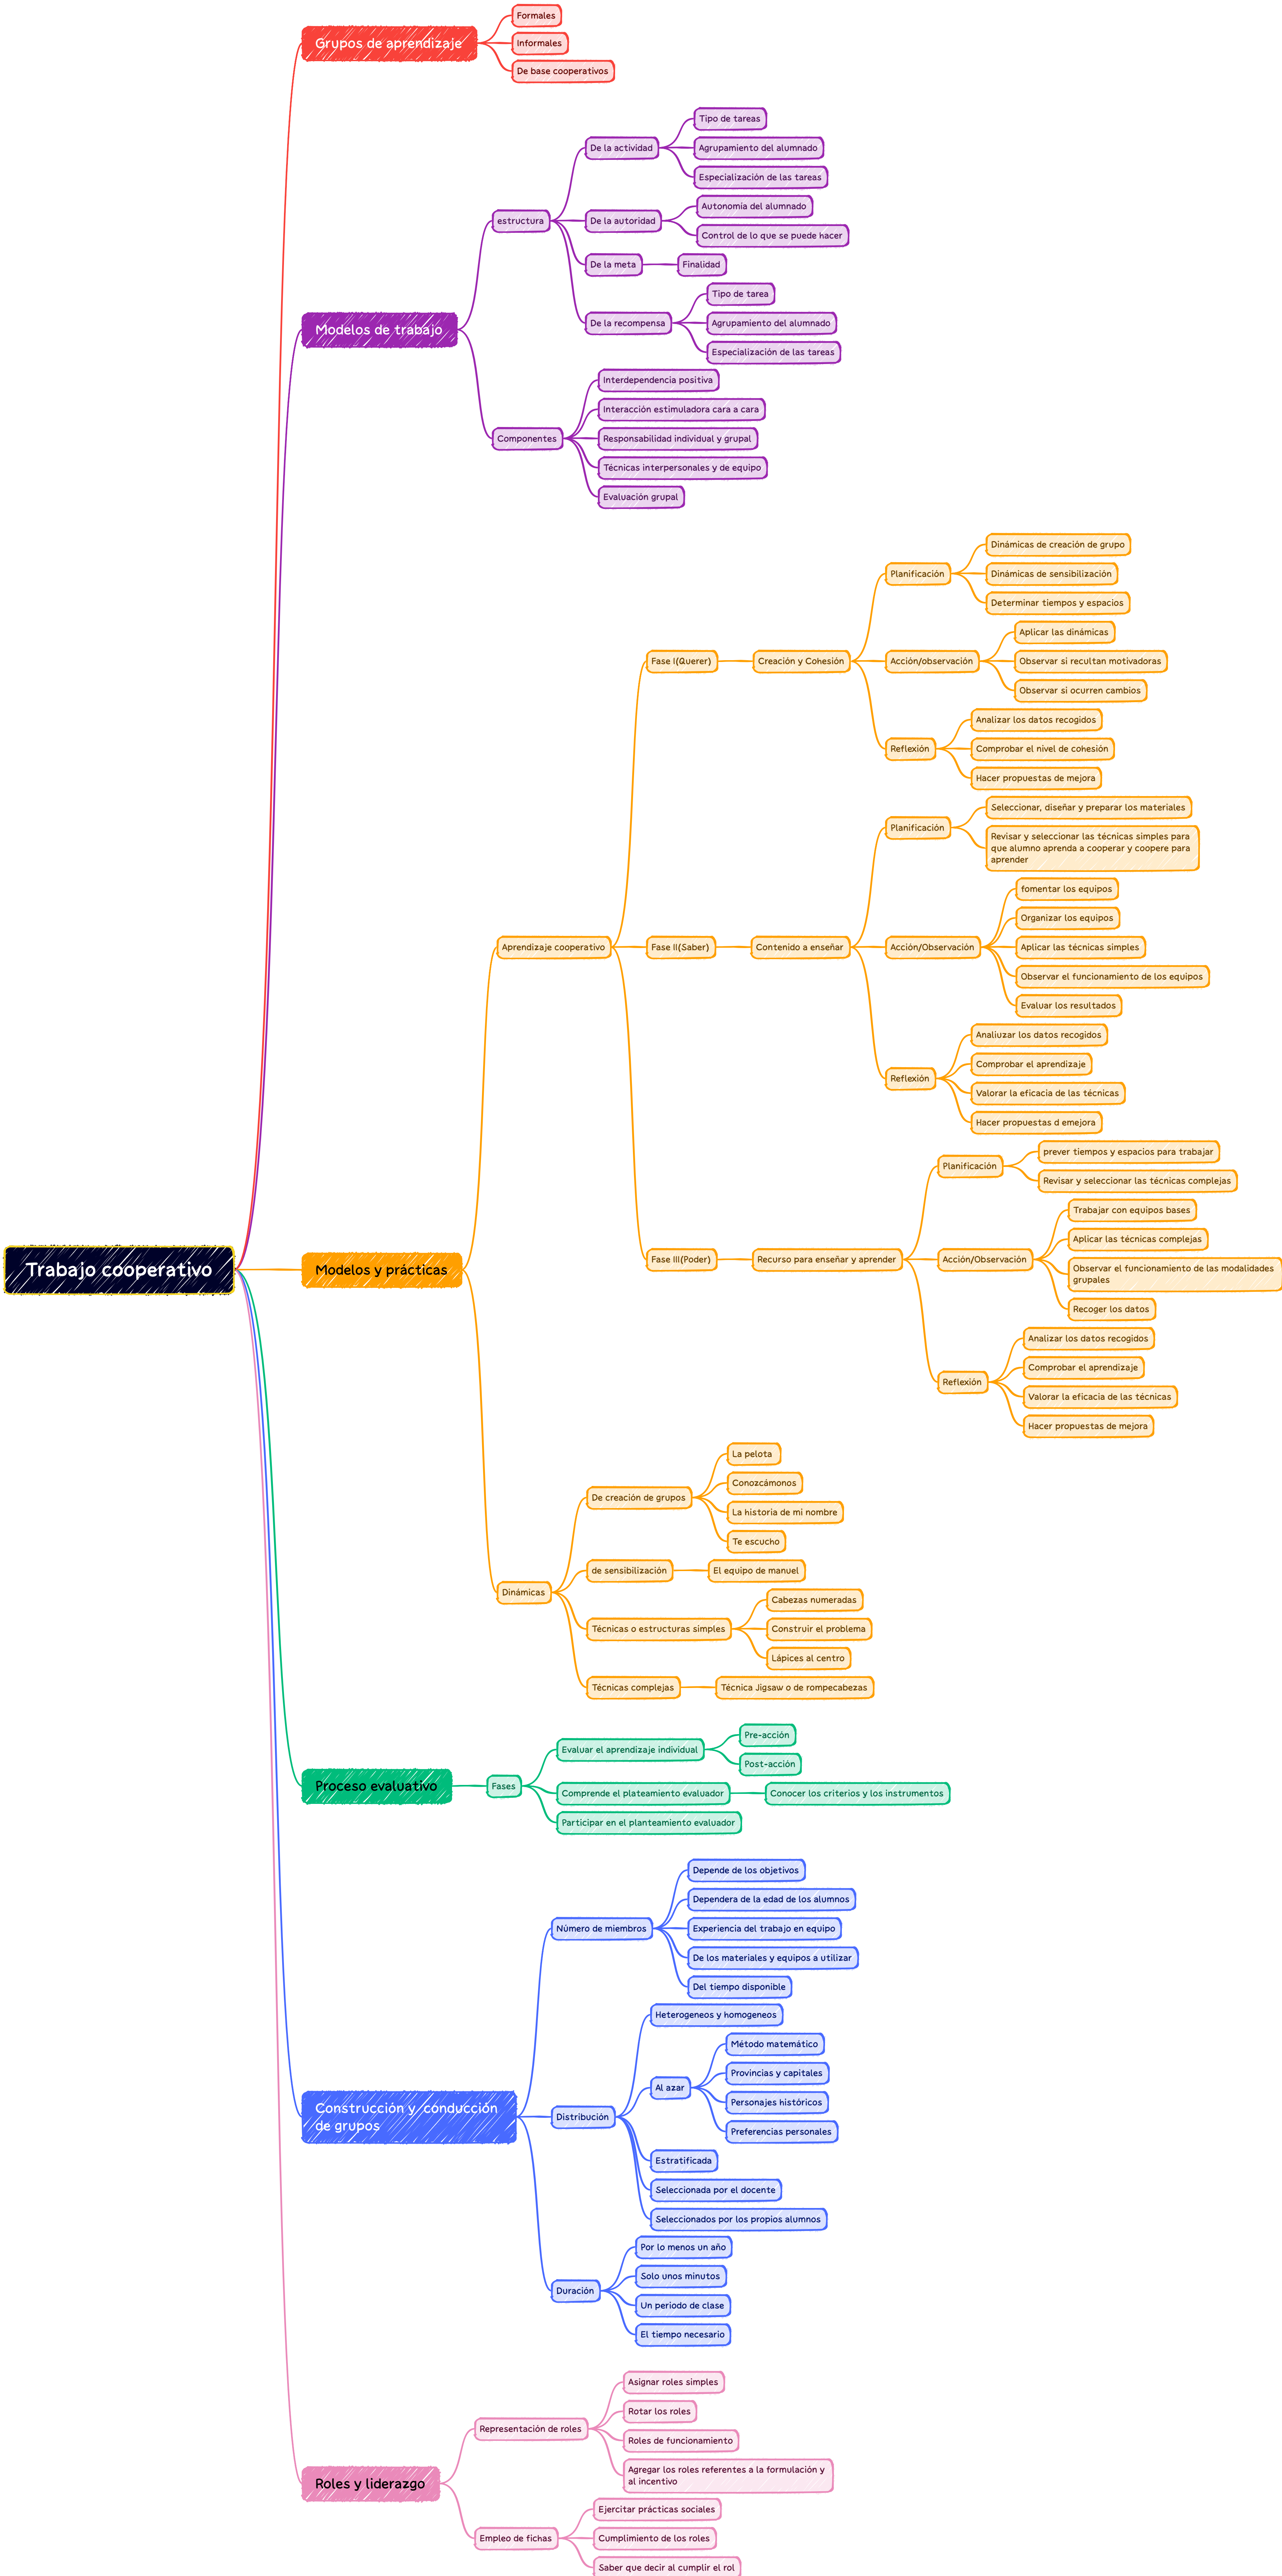 Formales
Grupos de aprendizaje
Informales
De base cooperativos
Tipo de tareas
De la actividad
Agrupamiento del alumnado
Especialización de las tareas
Autonomía del alumnado
estructura
De la autoridad
Control de lo que se puede hacer
De la meta
Finalidad
Tipo de tarea
De la recompensa
Agrupamiento del alumnado
Modelos de trabajo
Especialización de las tareas
Interdependencia positiva
Interacción estimuladora cara a cara
Componentes
Responsabilidad individual y grupal
Técnicas interpersonales y de equipo
Evaluación grupal
Dinámicas de creación de grupo
Planificación
Dinámicas de sensibilización
Determinar tiempos y espacios
Aplicar las dinámicas
Fase I(Querer)
Creación y Cohesión
Acción/observación
Observar si recultan motivadoras
Observar si ocurren cambios
Analizar los datos recogidos
Reflexión
Comprobar el nivel de cohesión
Hacer propuestas de mejora
Seleccionar, diseñar y preparar los materiales
Planificación
Revisar y seleccionar las técnicas simples para
que alumno aprenda a cooperar y coopere para
aprender
fomentar los equipos
Organizar los equipos
Aprendizaje cooperativo
Fase II(Saber)
Contenido a enseñar
Acción/Observación
Aplicar las técnicas simples
Observar el funcionamiento de los equipos
Evaluar los resultados
Analiuzar los datos recogidos
Comprobar el aprendizaje
Reflexión
Valorar la eficacia de las técnicas
Hacer propuestas d emejora
prever tiempos y espacios para trabajar
Planificación
Revisar y seleccionar las técnicas complejas
Trabajar con equipos bases
Aplicar las técnicas complejas
Fase III(Poder)
Recurso para enseñar y aprender
Acción/Observación
Observar el funcionamiento de las modalidades
grupales
Recoger los datos
Trabajo cooperativo
Modelos y prácticas
Analizar los datos recogidos
Comprobar el aprendizaje
Reflexión
Valorar la eficacia de las técnicas
Hacer propuestas de mejora
La pelota
Conozcámonos
De creación de grupos
La historia de mi nombre
Te escucho
de sensibilización
El equipo de manuel
Dinámicas
Cabezas numeradas
Técnicas o estructuras simples
Construir el problema
Lápices al centro
Técnicas complejas
Técnica Jigsaw o de rompecabezas
Pre-acción
Evaluar el aprendizaje individual
Post-acción
Proceso evaluativo
Fases
Comprende el plateamiento evaluador
Conocer los criterios y los instrumentos
Participar en el planteamiento evaluador
Depende de los objetivos
Dependera de la edad de los alumnos
Número de miembros
Experiencia del trabajo en equipo
De los materiales y equipos a utilizar
Del tiempo disponible
Heterogeneos y homogeneos
Método matemático
Al azar
Provincias y capitales
Personajes históricos
Construcción y conducción
de grupos
Distribución
Preferencias personales
Estratificada
Seleccionada por el docente
Seleccionados por los propios alumnos
Por lo menos un año
Solo unos minutos
Duración
Un periodo de clase
El tiempo necesario
Asignar roles simples
Rotar los roles
Representación de roles
Roles de funcionamiento
Agregar los roles referentes a la formulación y
al incentivo
Roles y liderazgo
Ejercitar prácticas sociales
Empleo de fichas
Cumplimiento de los roles
Saber que decir al cumplir el rol